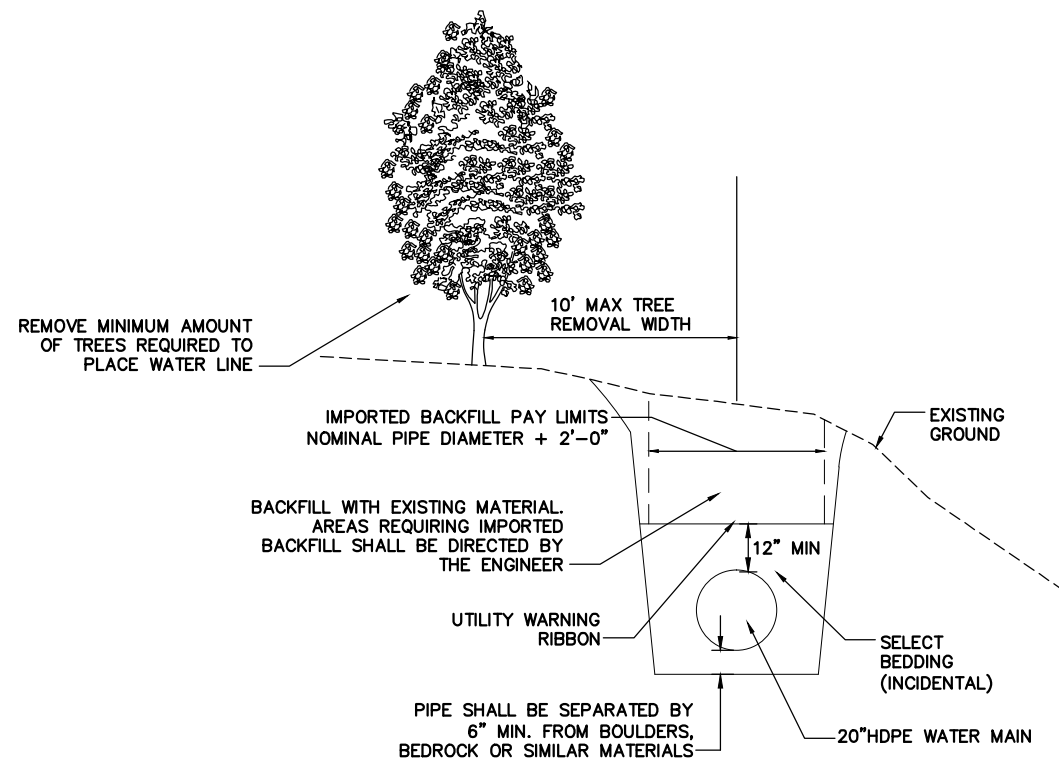 10' MAX TREE
REMOVAL WIDTH
REMOVE MINIMUM AMOUNT
OF TREES REQUIRED TO
PLACE WATER LINE
IMPORTED BACKFILL PAY LIMITS
NOMINAL PIPE DIAMETER + 2'-0"
EXISTING
GROUND
BACKFILL WITH EXISTING MATERIAL.
AREAS REQUIRING IMPORTED
BACKFILL SHALL BE DIRECTED BY
THE ENGINEER
12" MIN
UTILITY WARNING
RIBBON
SELECT
BEDDING
(INCIDENTAL)
PIPE SHALL BE SEPARATED BY
6" MIN. FROM BOULDERS,
BEDROCK OR SIMILAR MATERIALS
20"HDPE WATER MAIN